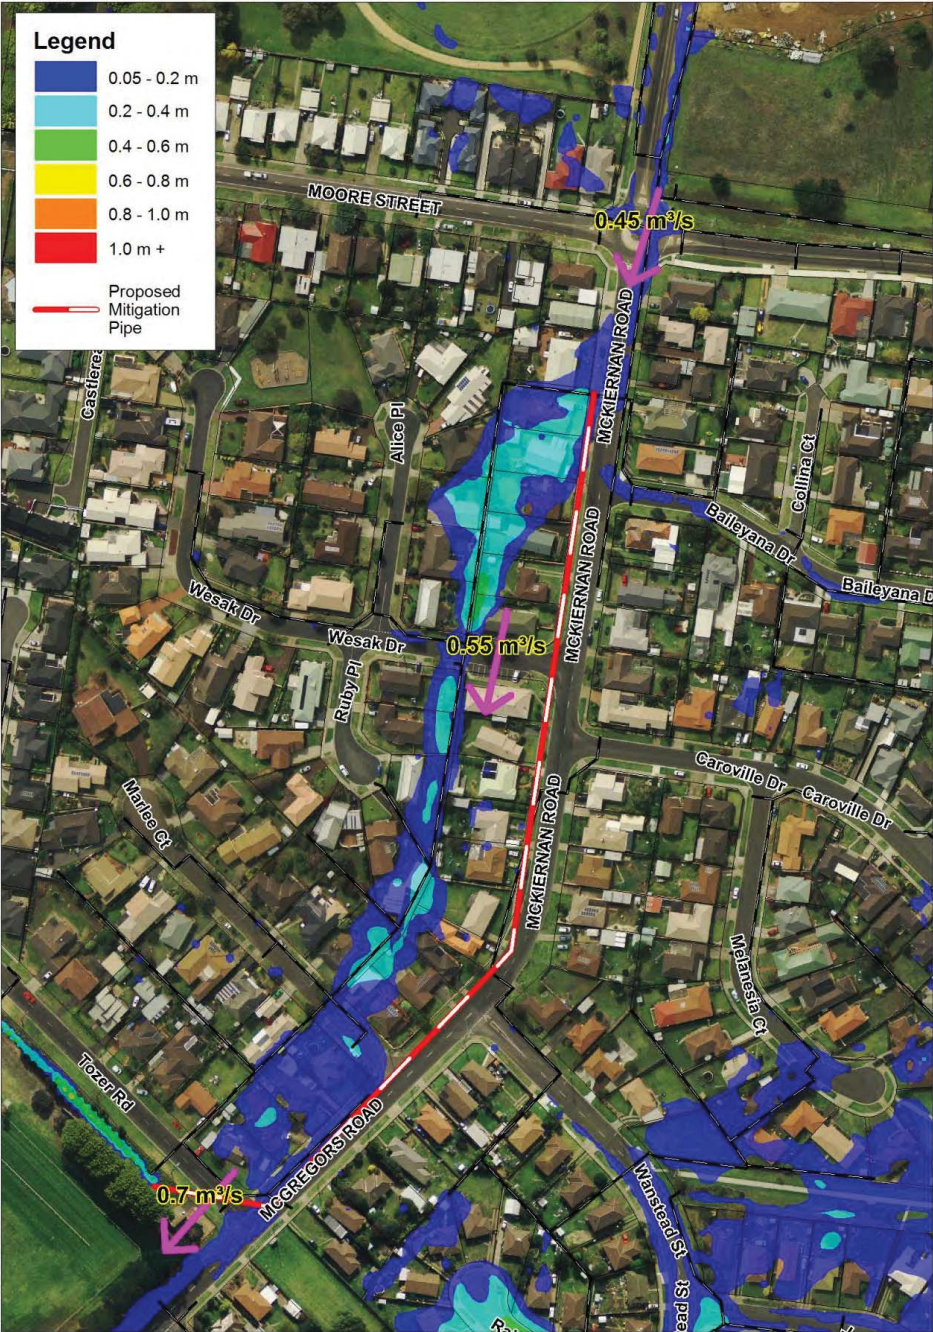 Legend
0.05 - 0.2 m
0.2 - 0.4 m
0.4 - 0.6 m
0.6 - 0.8 m
0.8 - 1.0 m
1.0 m +
Proposed
Mitigation
Pipe
MOORE STREET
0.45 m³/s
MCKIERNAN ROAD
Castlerea
Alice Pl
Collina Ct
MCKIERNAN ROAD
Baileyana Dr
Baileyana D
Wesak Dr
Wesak Dr
0.55 m³/s
Ruby Pl
Caroville Dr
Caroville Dr
Marlee Ct
MCKIERNAN ROAD
Melanesia Ct
Tozer Rd
MCGREGORS ROAD
0.7 m³/s
Wanstead St
ead St